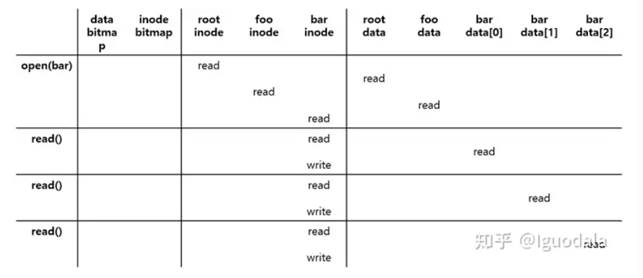 data bitma p inode bitmap root inode foo inode bar inode root data foo data bar data[0] bar data[1] bar data[2]
open(bar) read
read
read
read
read
read() read
read
write
read() read
read
write
read() read
read
write
知乎 @Iguodala